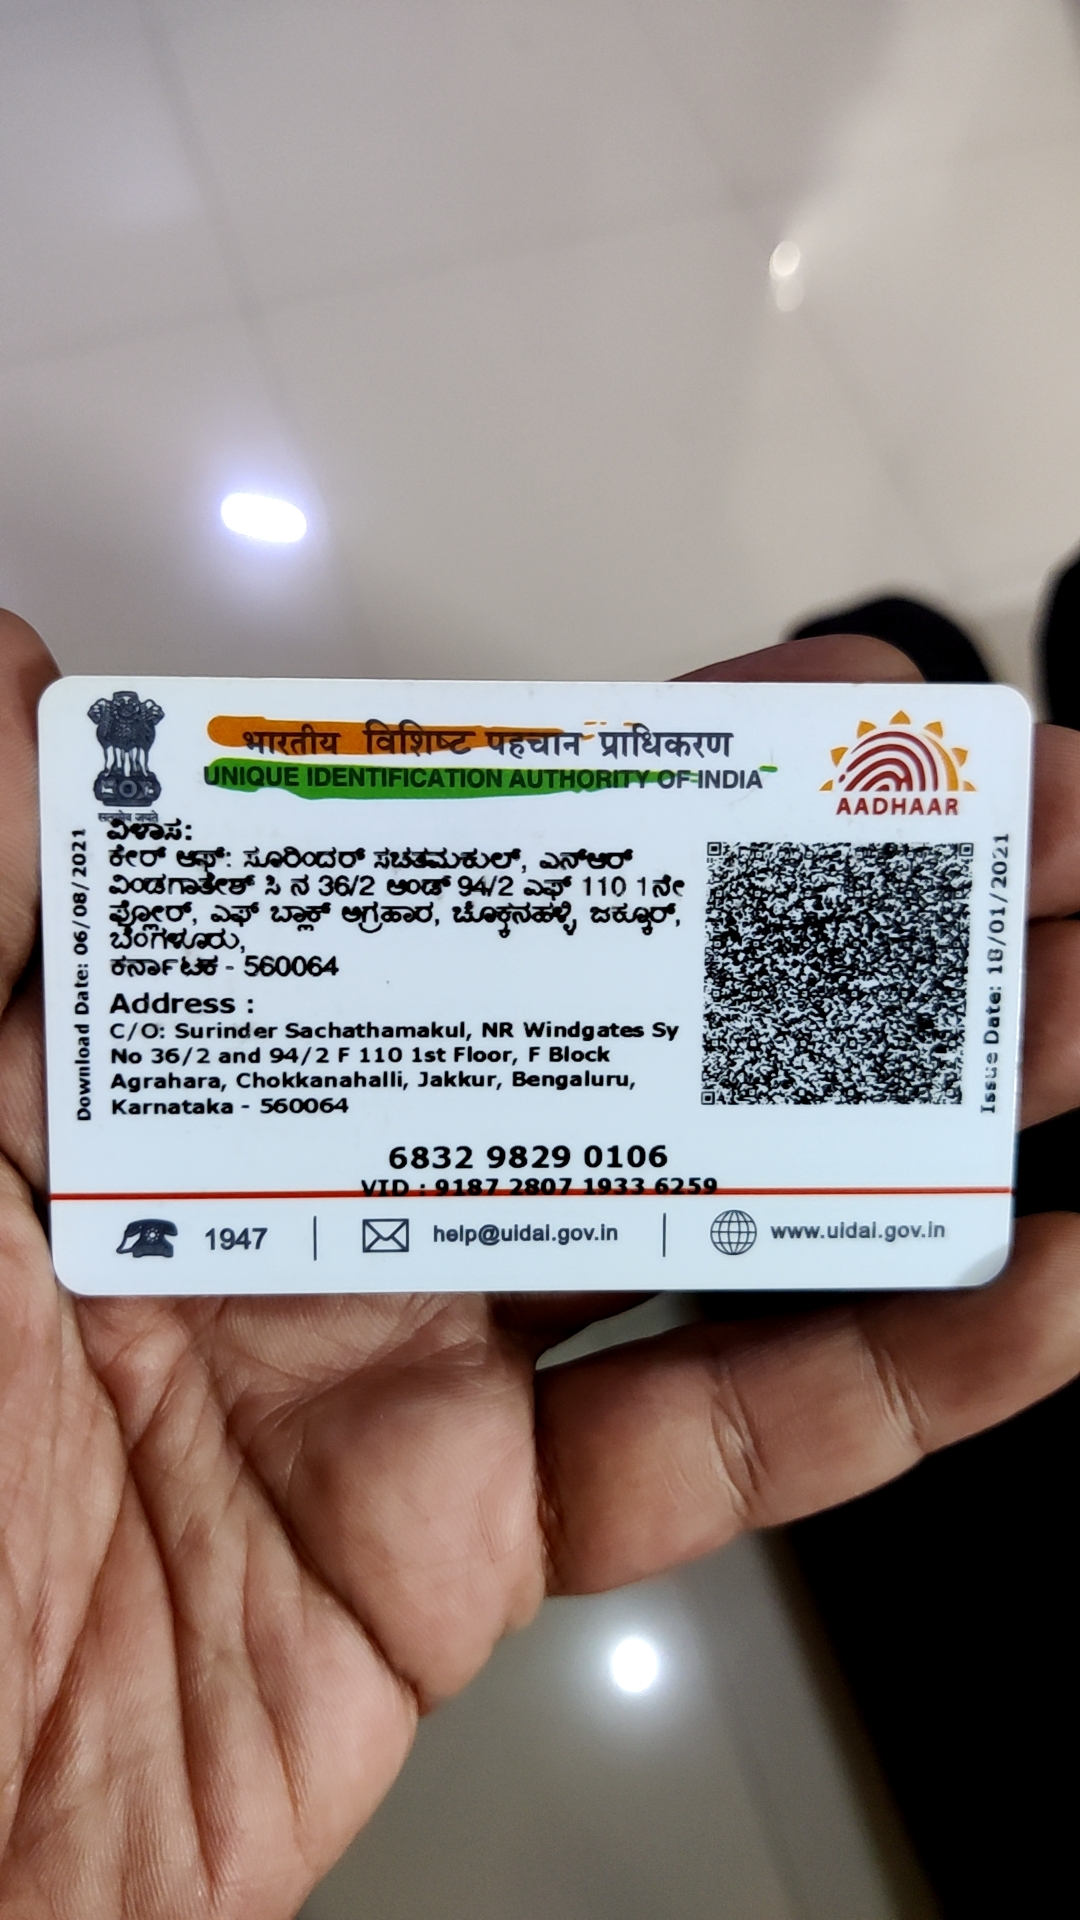 भारतीय विशिष्ट पहचान प्राधिकरण
UNIQUE IDENTIFICATION AUTHORITY OF INDIA
AADHAAR
सत्यमेव जयते
ವಿಳಾಸ:
ಕೇರ್ ಆಫ್: ಸೂರಿಂದರ್ ಸಚತಮಕುಲ್, ಎನ್ಆರ್
ವಿಂಡಗಾತೇಶ್ ಸಿ ನ 36/2 ಅಂಡ್ 94/2 ಎಫ್ 110 1ನೇ
ಫ್ಲೋರ್, ಎಫ್ ಬ್ಲಾಕ್ ಅಗ್ರಹಾರ, ಚೊಕ್ಕನಹಳ್ಳಿ ಜಕ್ಕೂರ್,
ಬೆಂಗಳೂರು,
ಕರ್ನಾಟಕ - 560064
Address :
C/O: Surinder Sachathamakul, NR Windgates Sy
No 36/2 and 94/2 F 110 1st Floor, F Block
Agrahara, Chokkanahalli, Jakkur, Bengaluru,
Karnataka - 560064
Download Date: 06/08/2021
Issue Date: 18/01/2021
6832 9829 0106
VID : 9187 2807 1933 6259
1947
help@uidai.gov.in
www.uidai.gov.in